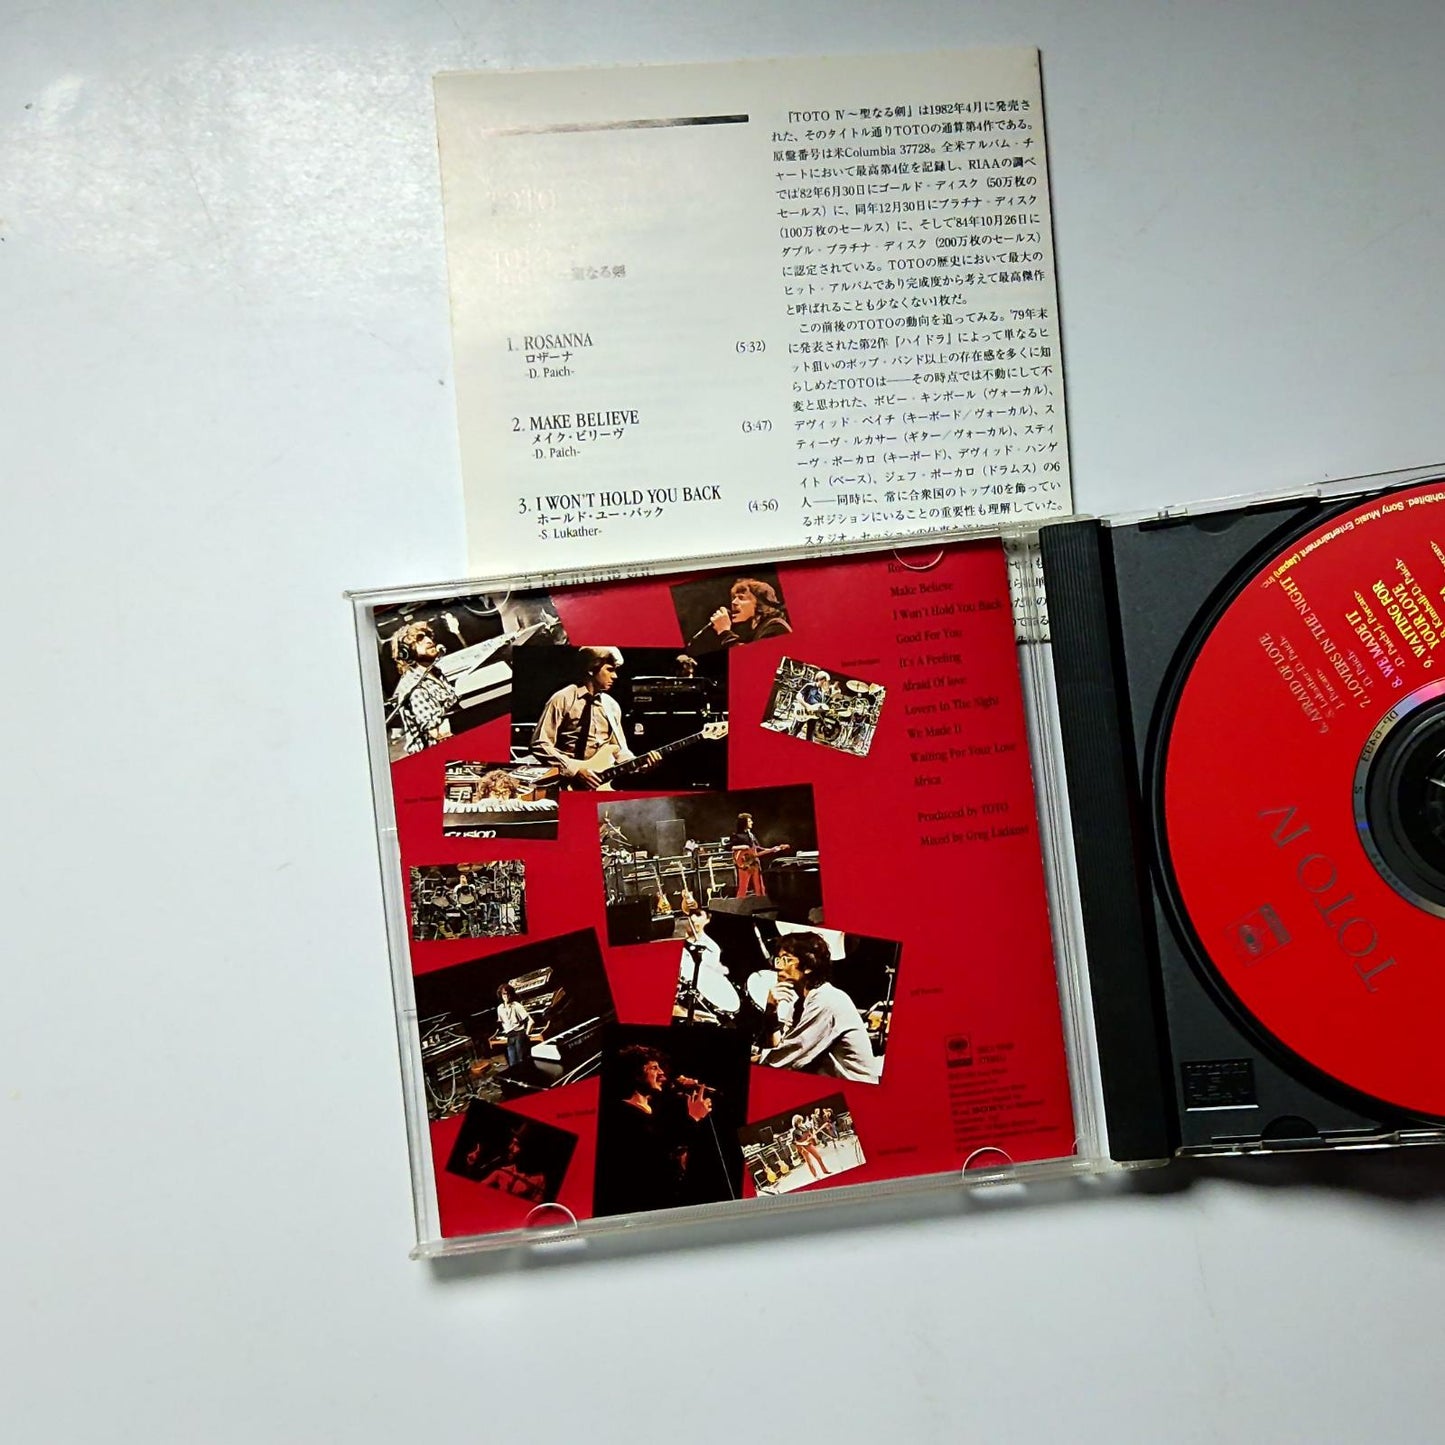 TOTO
～聖なる剣
1. ROSANNA (5:32)
ロザーナ
-D. Paich-
2. MAKE BELIEVE (3:47)
メイク・ビリーヴ
-D. Paich-
3. I WON'T HOLD YOU BACK (4:56)
ホールド・ユー・バック
-S. Lukather-
『TOTO Ⅳ～聖なる剣』は1982年4月に発売さ
れた、そのタイトル通りTOTOの通算第4作である。
原盤番号は米Columbia 37728。全米アルバム・チ
ャートにおいて最高第4位を記録し、RIAAの調べ
では'82年6月30日にゴールド・ディスク（50万枚の
セールス）に、同年12月30日にプラチナ・ディスク
（100万枚のセールス）に、そして'84年10月26日に
ダブル・プラチナ・ディスク（200万枚のセールス）
に認定されている。TOTOの歴史において最大の
ヒット・アルバムであり完成度から考えて最高傑作
と呼ばれることも少なくない1枚だ。
この前後のTOTOの動向を追ってみる。'79年末
に発表された第2作『ハイドラ』によって単なるヒ
ット狙いのポップ・バンド以上の存在感を多くに知
らしめたTOTOは――その時点では不動にして不
変と思われた、ボビー・キンボール（ヴォーカル）、
デヴィッド・ペイチ（キーボード／ヴォーカル）、ス
ティーヴ・ルカサー（ギター／ヴォーカル）、スティ
ーヴ・ポーカロ（キーボード）、デヴィッド・ハンゲ
イト（ベース）、ジェフ・ポーカロ（ドラムス）の6
人――同時に、常に合衆国のトップ40を飾ってい
るポジションにいることの重要性も理解していた。
スタジオ・セッションの仕事
Make Believe
I Won't Hold You Back
Good For You
It's A Feeling
Afraid Of love
Lovers In The Night
We Made It
Waiting For Your Love
Africa
Produced by TOTO
Mixed by Greg Ladanyi
STEREO
Sony Music Entertainment (Japan) Inc.
6. AFRAID OF LOVE
7. LOVERS IN THE NIGHT
-D. Paich-
8. WE MADE IT
-D. Paich-J. Porcaro-
9. WAITING FOR
YOUR LOVE
TOTO IV